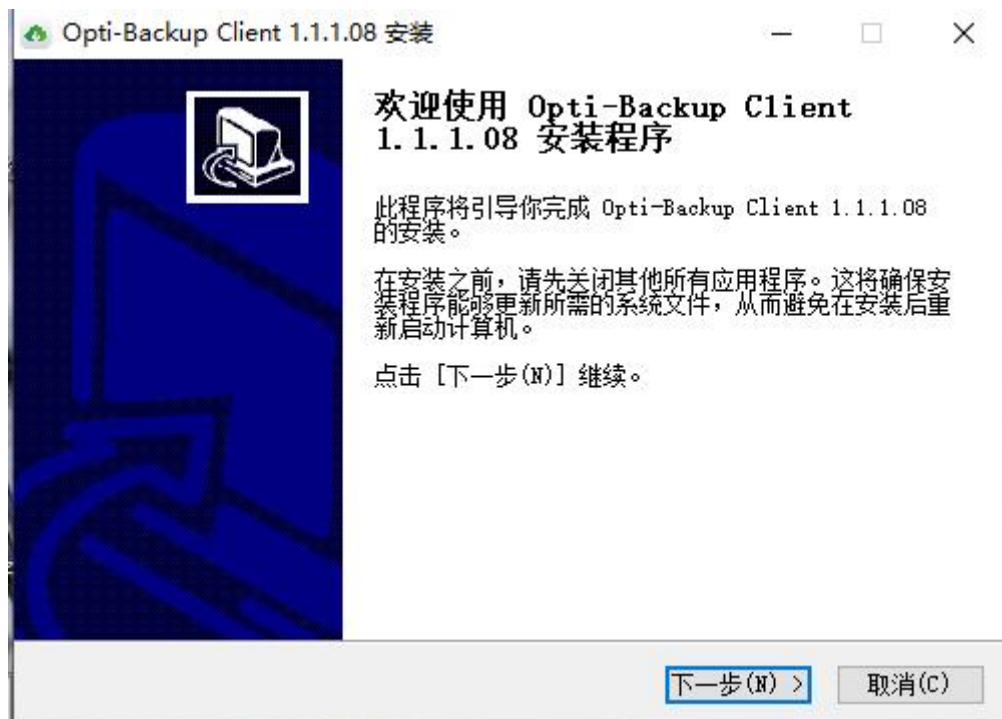 Opti-Backup Client 1.1.1.08 安装
欢迎使用 Opti-Backup Client
1.1.1.08 安装程序
此程序将引导你完成 Opti-Backup Client 1.1.1.08
的安装。
在安装之前，请先关闭其他所有应用程序。这将确保安
装程序能够更新所需的系统文件，从而避免在安装后重
新启动计算机。
点击 [下一步(N)] 继续。
下一步(N) >
取消(C)